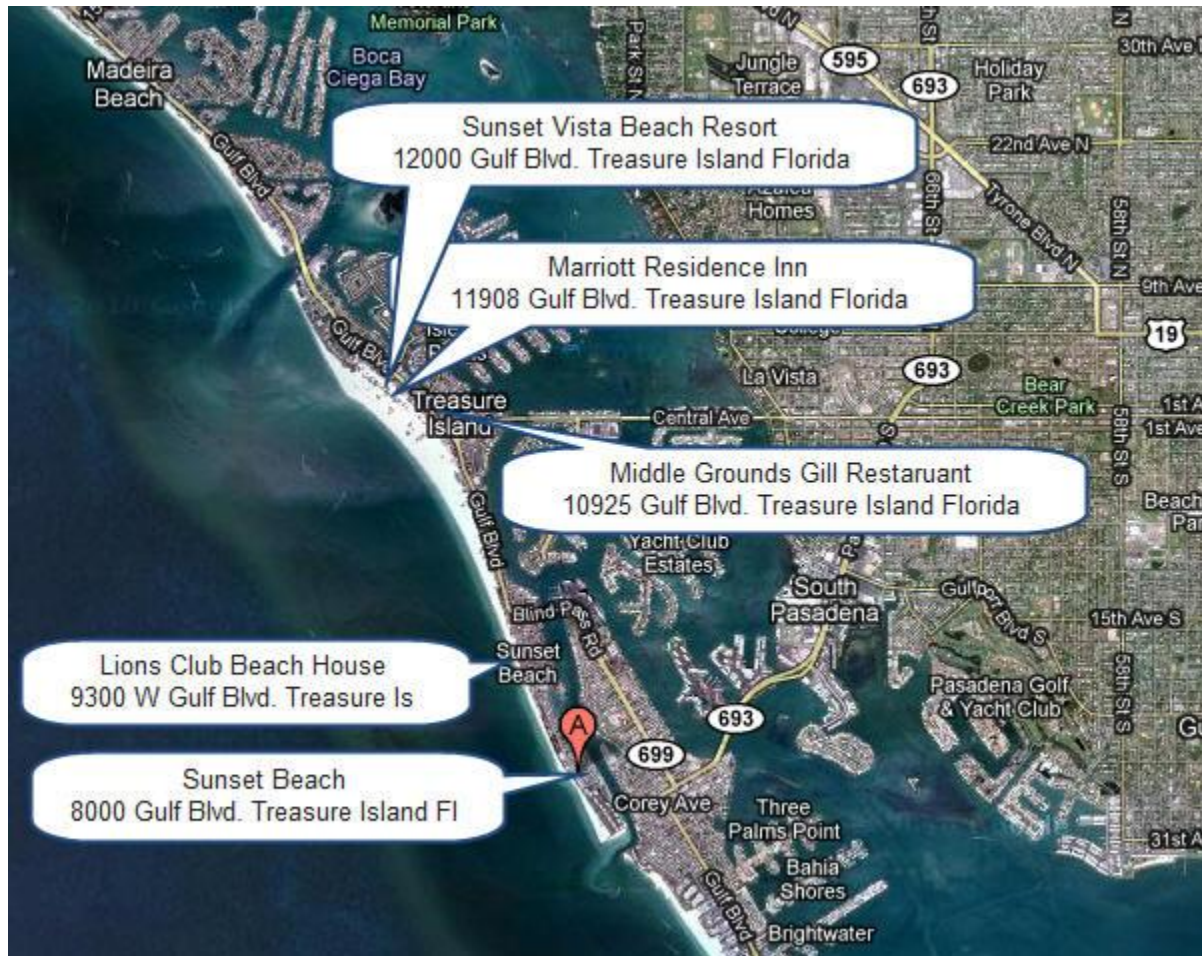 Memorial Park
Boca
Ciega Bay
Madeira
Beach
Park St N
Jungle
Terrace
595
693
Holiday
Park
30th Ave
22nd Ave N
Sunset Vista Beach Resort
12000 Gulf Blvd. Treasure Island Florida
Gulf Blvd
Homes
66th St
Tyrone Blvd N
58th St N
Marriott Residence Inn
11908 Gulf Blvd. Treasure Island Florida
9th Ave
19
Gulf Blvd
La Vista
693
Bear
Creek Park
Treasure
Island
Central Ave
1st A
1st Ave
58th St S
Middle Grounds Gill Restaruant
10925 Gulf Blvd. Treasure Island Florida
Gulf Blvd
Yacht Club
Estates
South
Pasadena
Blind Pass Rd
15th Ave S
Sunset
Beach
Lions Club Beach House
9300 W Gulf Blvd. Treasure Is
Pasadena Golf
& Yacht Club
58th St S
A
693
699
Sunset Beach
8000 Gulf Blvd. Treasure Island Fl
Corey Ave
Three
Palms Point
Bahia
Shores
31st A
Gulf Blvd
Brightwater